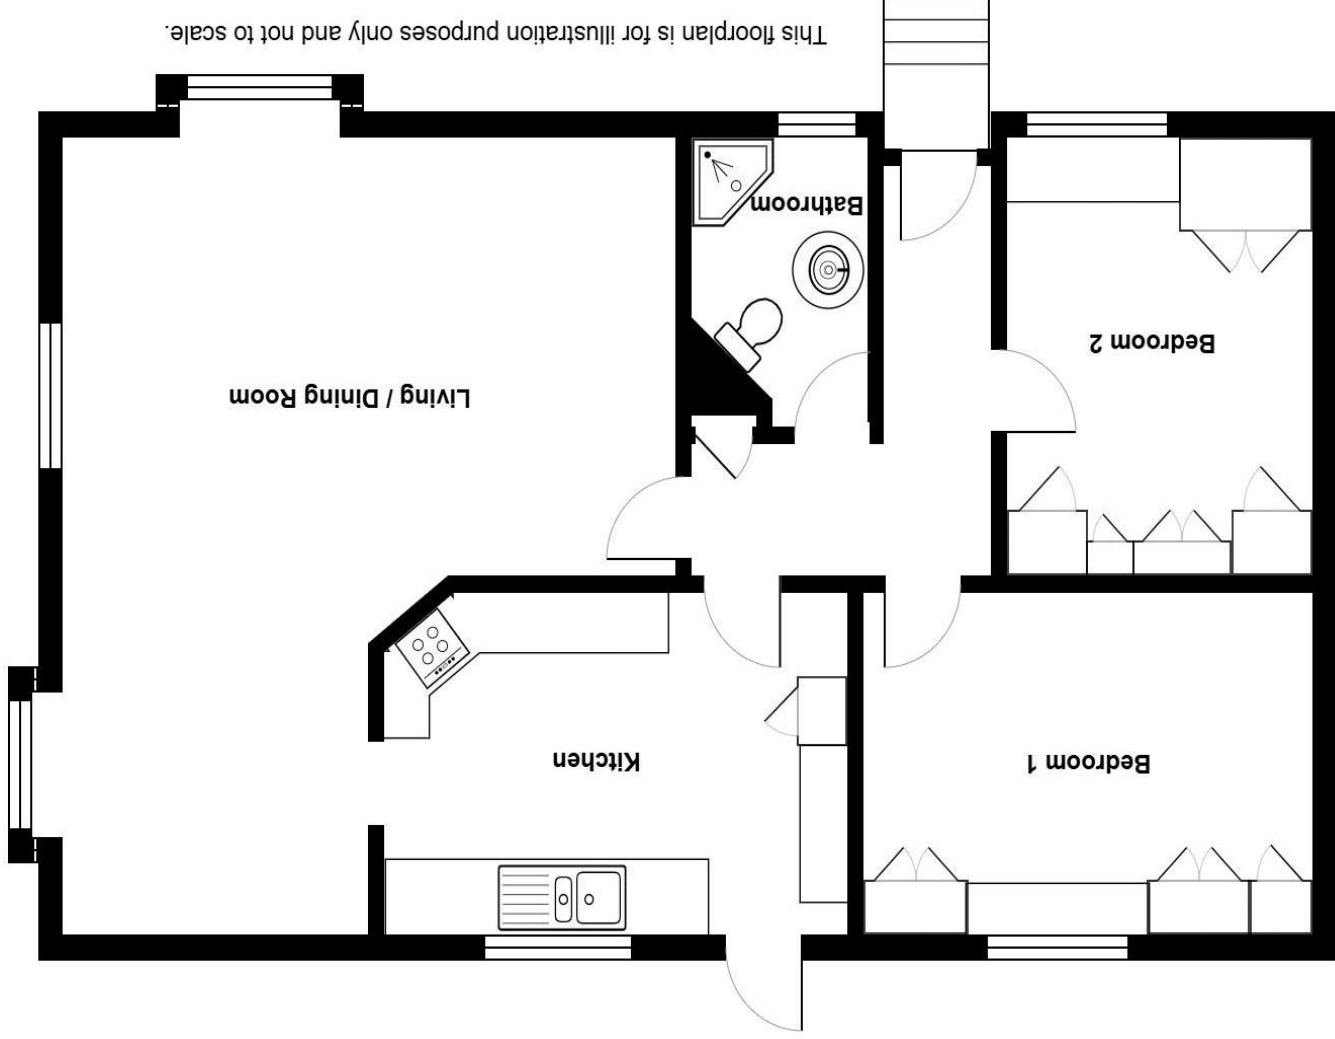 Bedroom 1
Kitchen
Living / Dining Room
Bedroom 2
Bathroom
This floorplan is for illustration purposes only and not to scale.